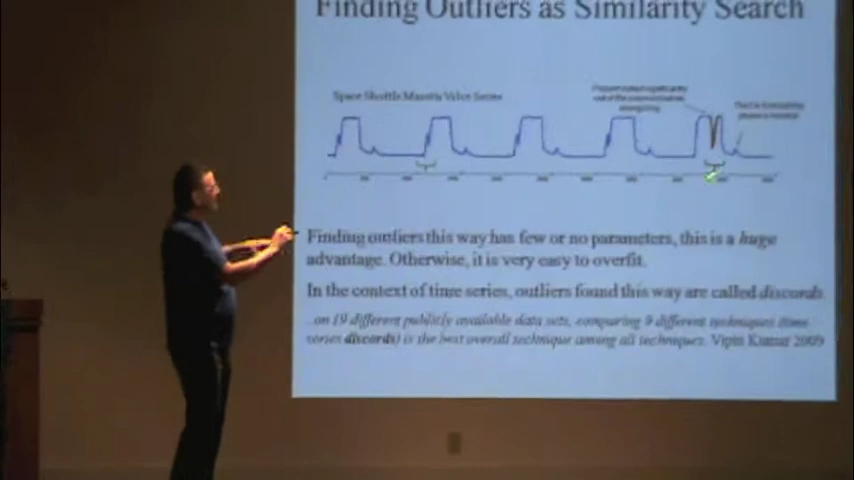 Finding Outliers as Similarity Search
Space Shuttle Marotta Valve Series
Finding outliers this way has few or no parameters, this is a huge
advantage. Otherwise, it is very easy to overfit.
In the context of time series, outliers found this way are called discords
..on 19 different publicly available data sets, comparing 9 different techniques (time
series discords) is the best overall technique among all techniques. Vipin Kumar 2009